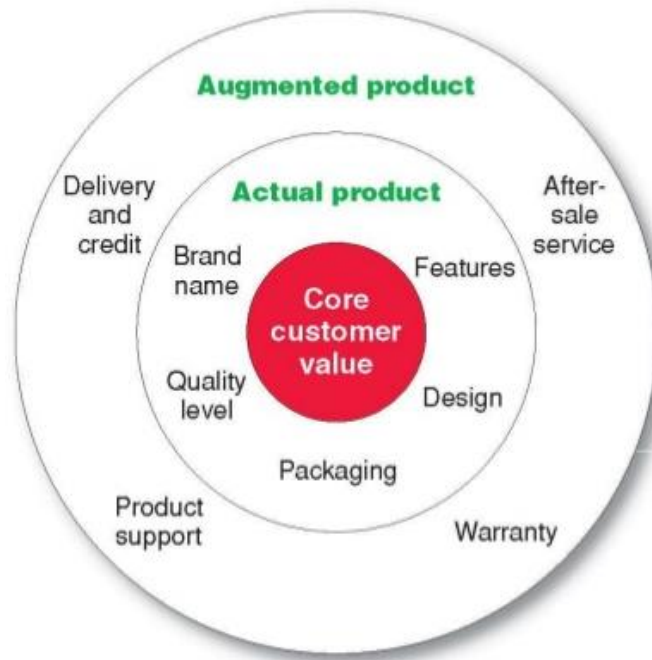 Augmented product
Delivery
and
credit
After-
sale
service
Actual product
Brand
name
Features
Core
customer
value
Quality
level
Design
Packaging
Product
support
Warranty